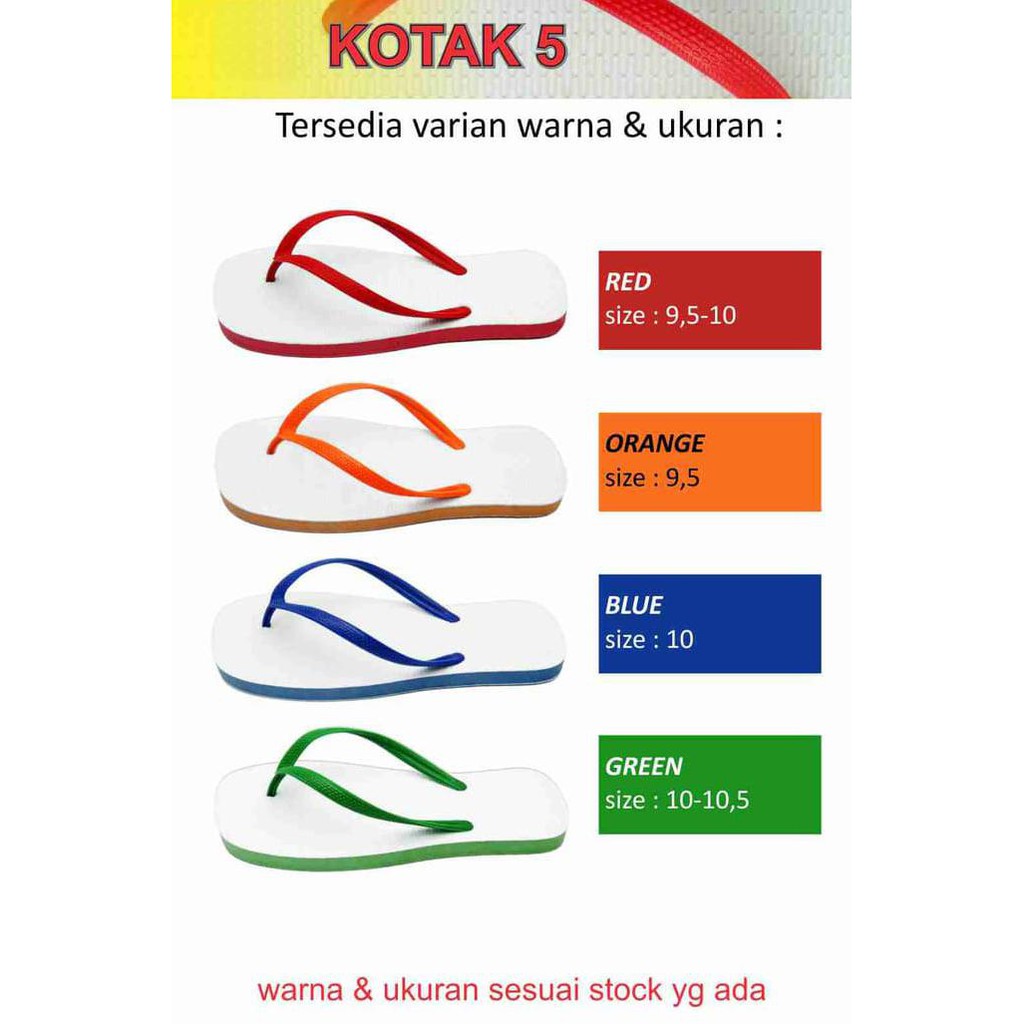 KOTAK 5
Tersedia varian warna & ukuran :
RED
size : 9,5-10
ORANGE
size : 9,5
BLUE
size : 10
GREEN
size : 10-10,5
warna & ukuran sesuai stock yg ada